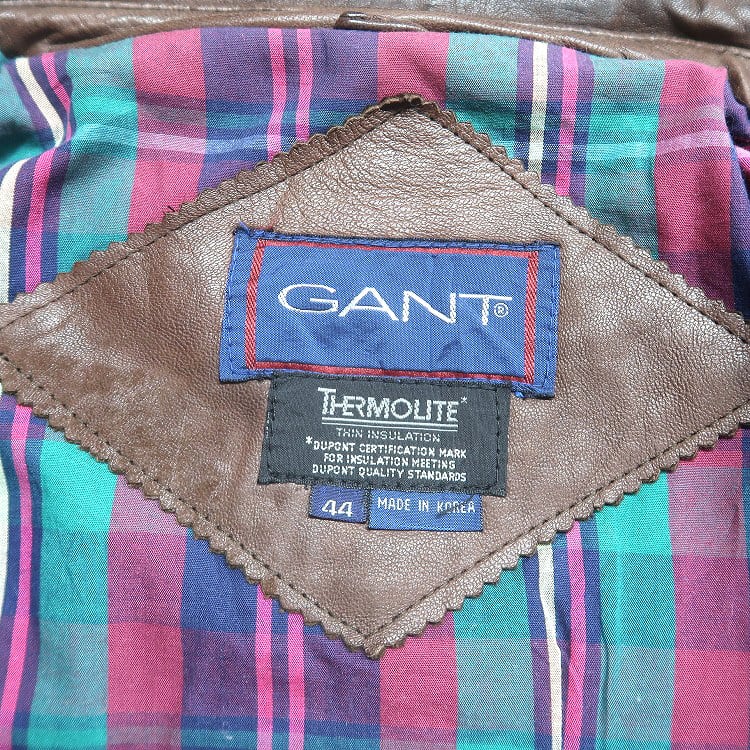 GANT®
THERMOLITE*
THIN INSULATION
*DUPONT CERTIFICATION MARK
FOR INSULATION MEETING
DUPONT QUALITY STANDARDS
44
MADE IN KOREA